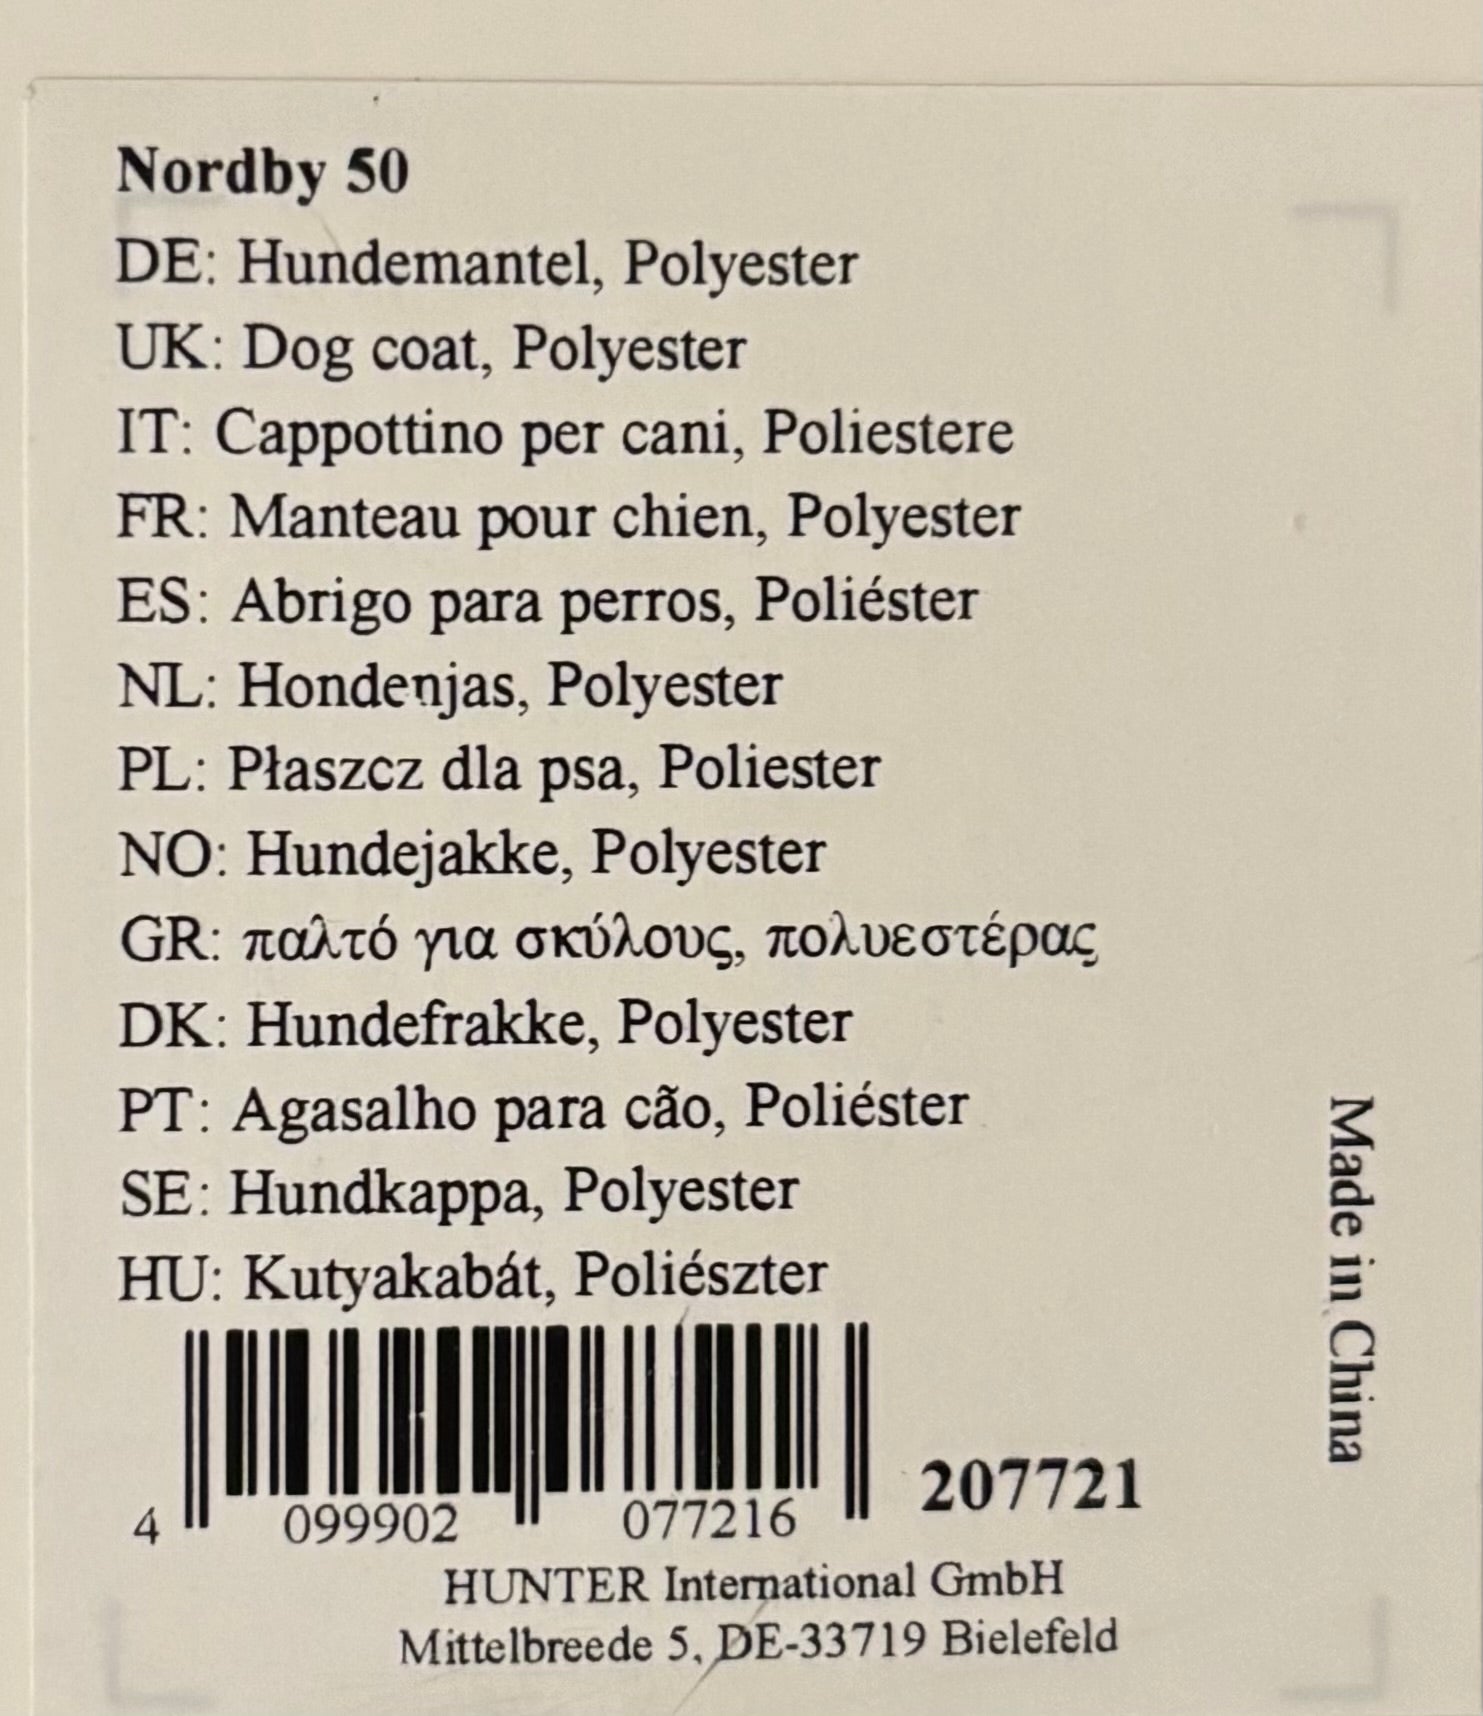 Nordby 50
DE: Hundemantel, Polyester
UK: Dog coat, Polyester
IT: Cappottino per cani, Poliestere
FR: Manteau pour chien, Polyester
ES: Abrigo para perros, Poliéster
NL: Hondenjas, Polyester
PL: Płaszcz dla psa, Poliester
NO: Hundejakke, Polyester
GR: παλτό για σκύλους, πολυεστέρας
DK: Hundefrakke, Polyester
PT: Agasalho para cão, Poliéster
SE: Hundkappa, Polyester
HU: Kutyakabát, Poliészter
4 099902 077216
207721
HUNTER International GmbH
Mittelbreede 5, DE-33719 Bielefeld
Made in China